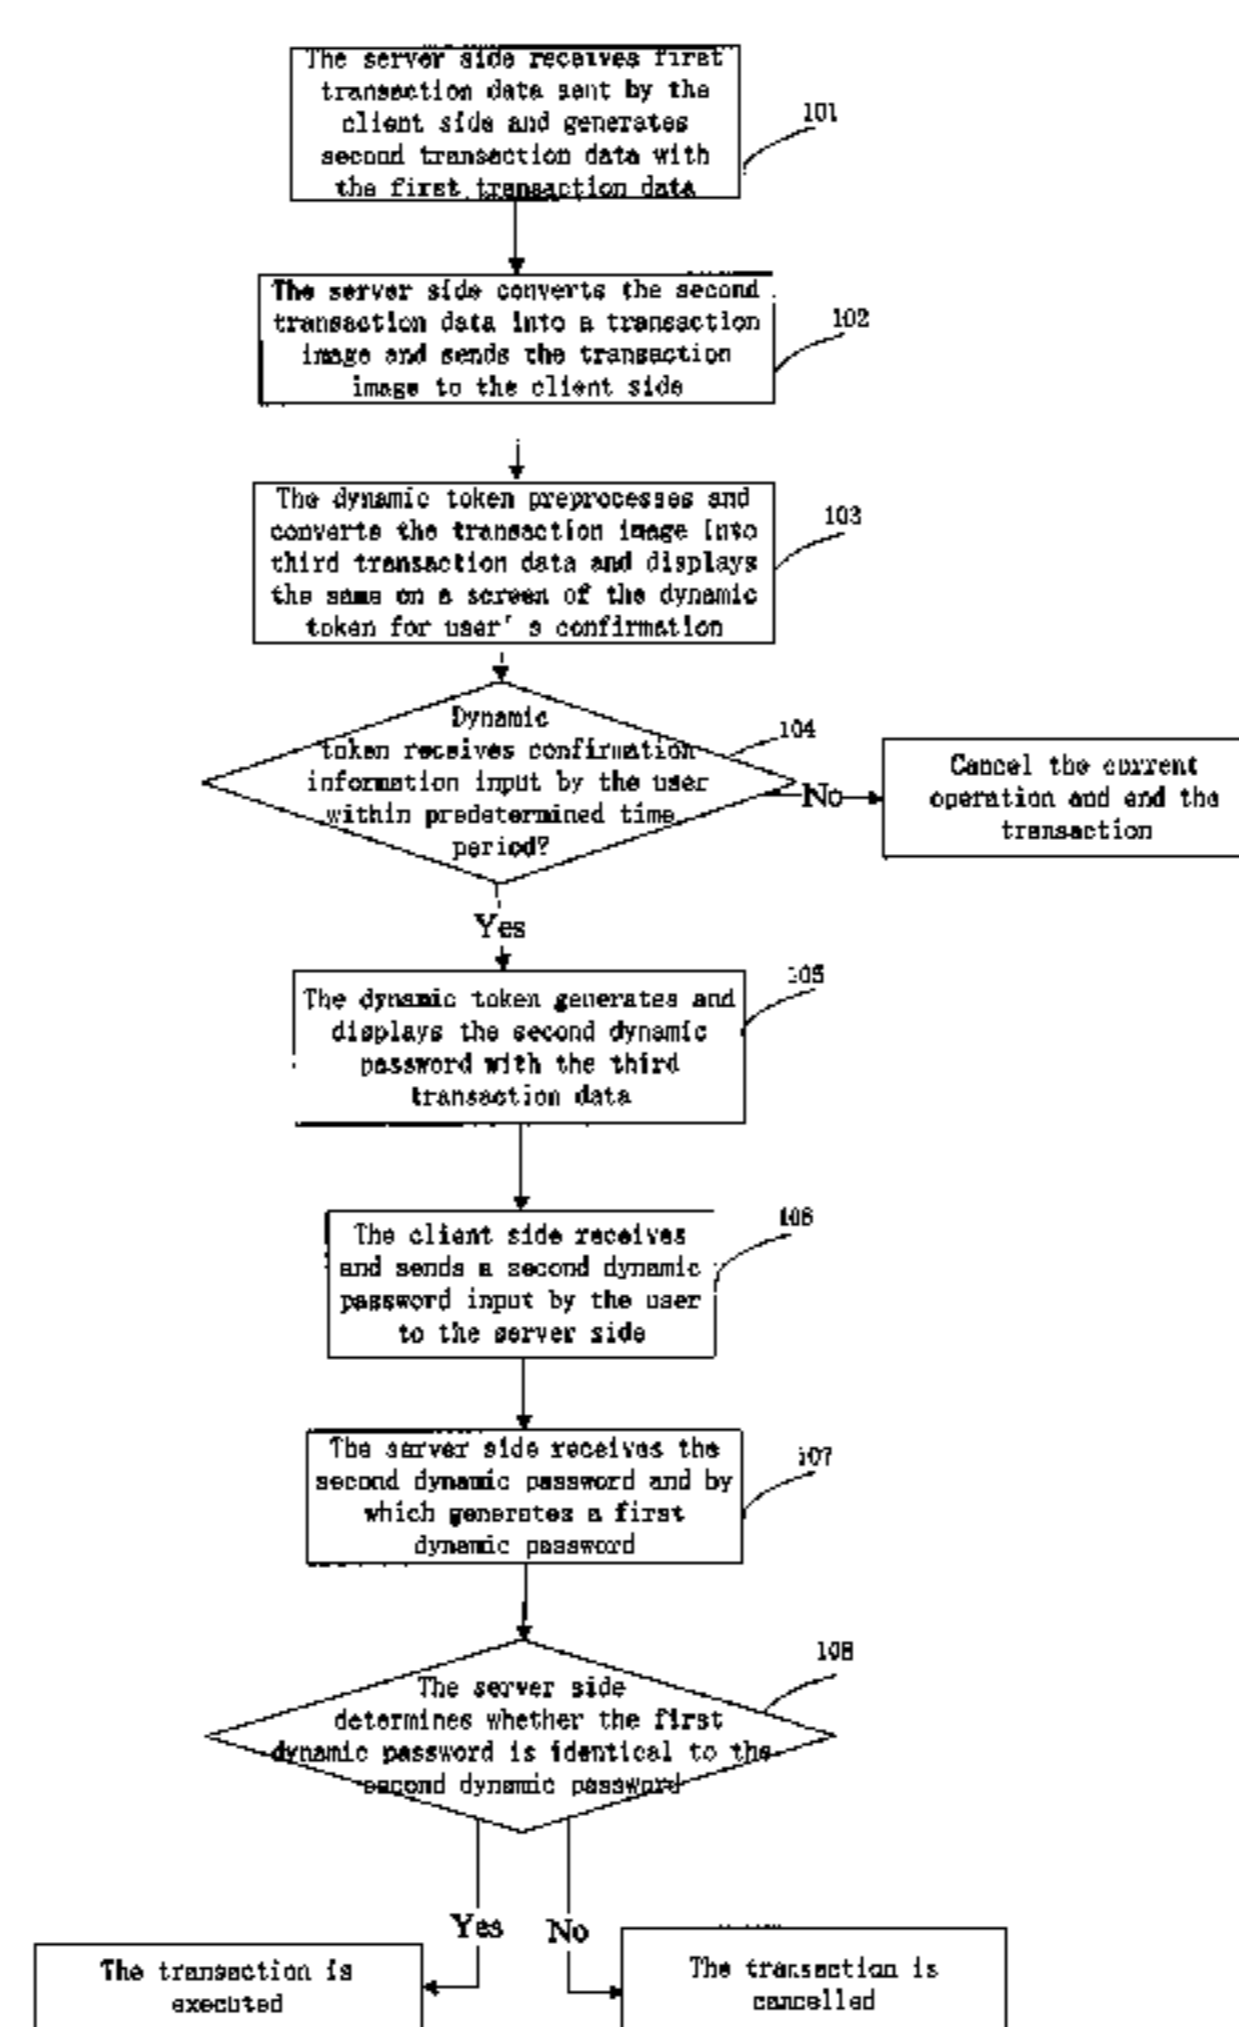 The server side receives first
transaction data sent by the
client side and generates
second transaction data with
the first transaction data
101
The server side converts the second
transaction data into a transaction
image and sends the transaction
image to the client side
102
The dynamic token preprocesses and
converts the transaction image into
third transaction data and displays
the same on a screen of the dynamic
token for user's confirmation
103
Dynamic
token receives confirmation
information input by the user
within predetermined time
period?
104
No
Cancel the current
operation and end the
transaction
Yes
The dynamic token generates and
displays the second dynamic
password with the third
transaction data
105
The client side receives
and sends a second dynamic
password input by the user
to the server side
106
The server side receives the
second dynamic password and by
which generates a first
dynamic password
107
The server side
determines whether the first
dynamic password is identical to the
second dynamic password
108
Yes
No
The transaction is
executed
The transaction is
cancelled